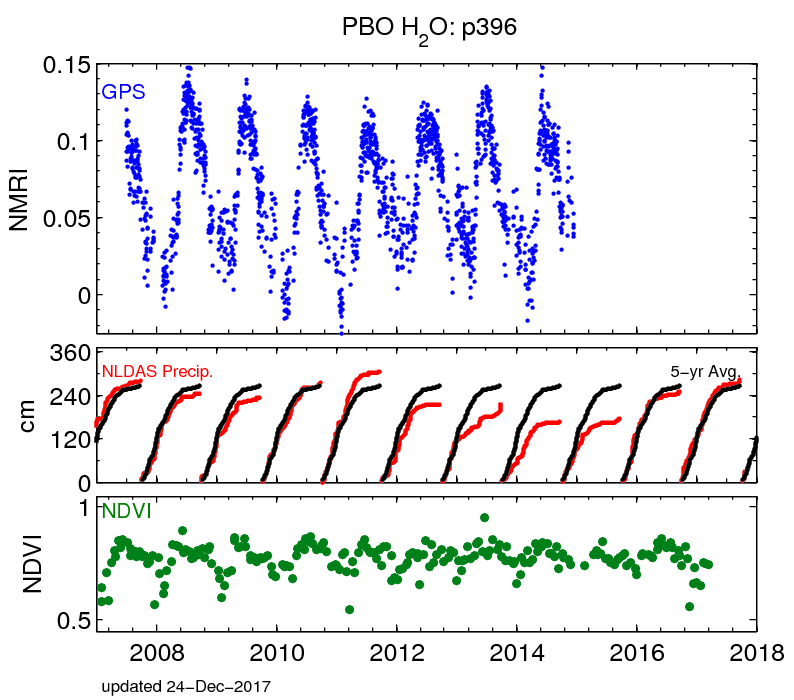 PBO H2O: p396
0.15
GPS
0.1
NMRI
0.05
0
360
NLDAS Precip.
5−yr Avg.
240
cm
120
0
1
NDVI
NDVI
0.5
2008 2010 2012 2014 2016 2018
updated 24−Dec−2017